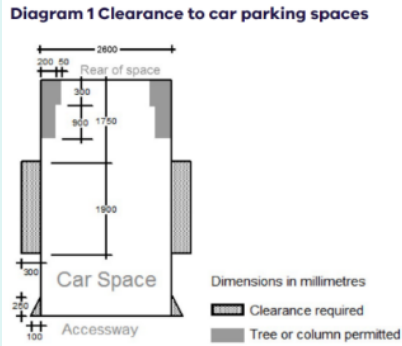 Diagram 1 Clearance to car parking spaces
2600
200 50
Rear of space
300
900 1750
1900
300
Car Space
Dimensions in millimetres
250
Clearance required
100
Accessway
Tree or column permitted